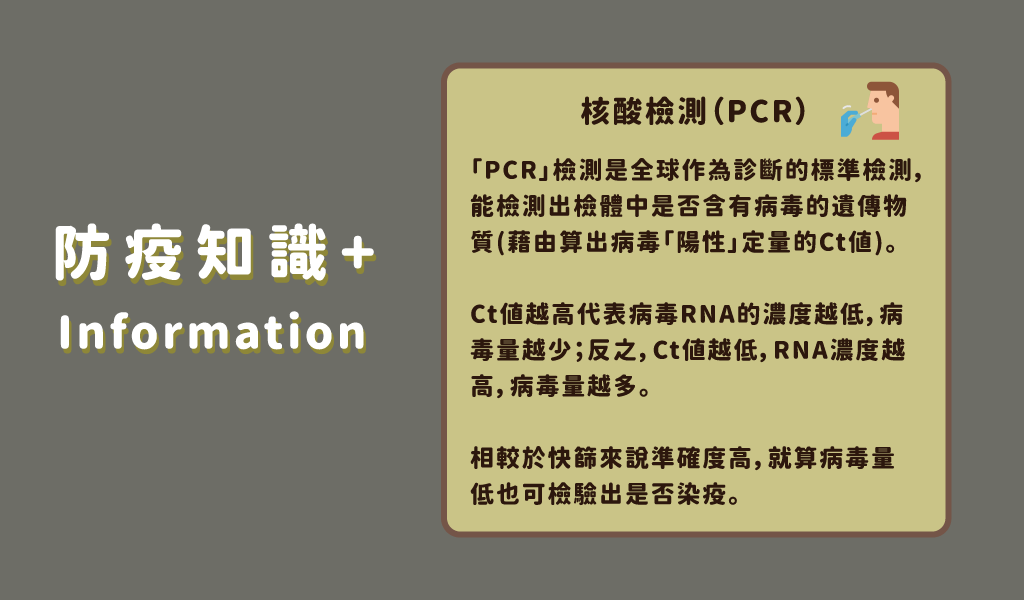 防疫知識+
Information
核酸檢測(PCR)
「PCR」檢測是全球作為診斷的標準檢測,
能檢測出檢體中是否含有病毒的遺傳物
質(藉由算出病毒「陽性」定量的Ct值)。
Ct值越高代表病毒RNA的濃度越低,病
毒量越少;反之,Ct值越低,RNA濃度越
高,病毒量越多。
相較於快篩來說準確度高,就算病毒量
低也可檢驗出是否染疫。